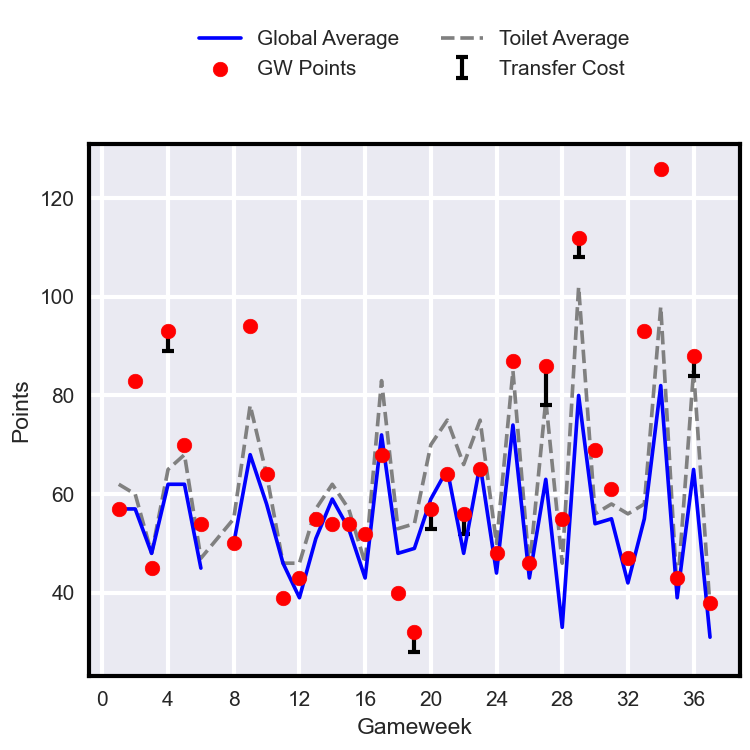 Global Average
Toilet Average
GW Points
Transfer Cost
120
100
80
60
40
Points
0 4 8 12 16 20 24 28 32 36
Gameweek